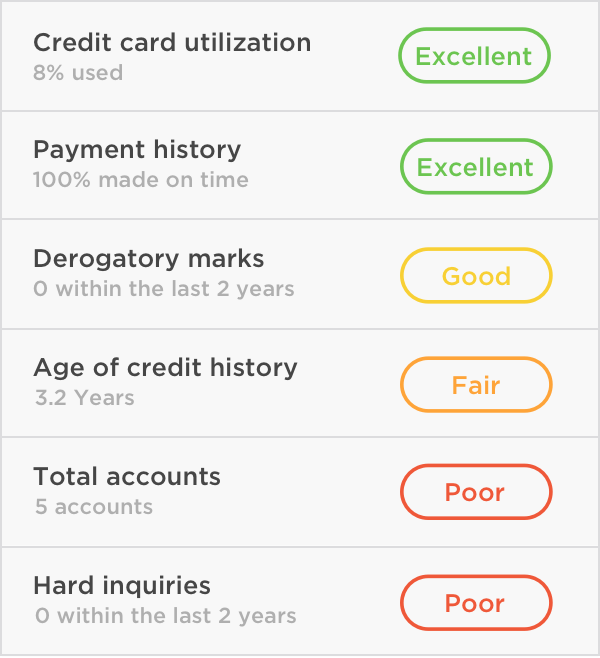 Credit card utilization
8% used
Excellent
Payment history
100% made on time
Excellent
Derogatory marks
0 within the last 2 years
Good
Age of credit history
3.2 Years
Fair
Total accounts
5 accounts
Poor
Hard inquiries
0 within the last 2 years
Poor